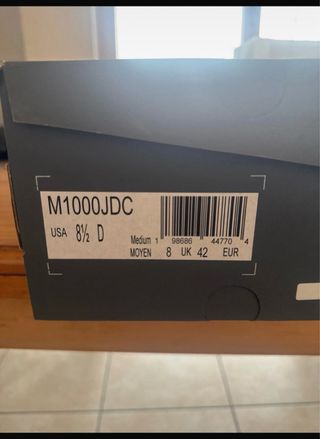 M1000JDC
USA 8½ D
Medium 1 98686 44770 4
MOYEN 8 UK 42 EUR